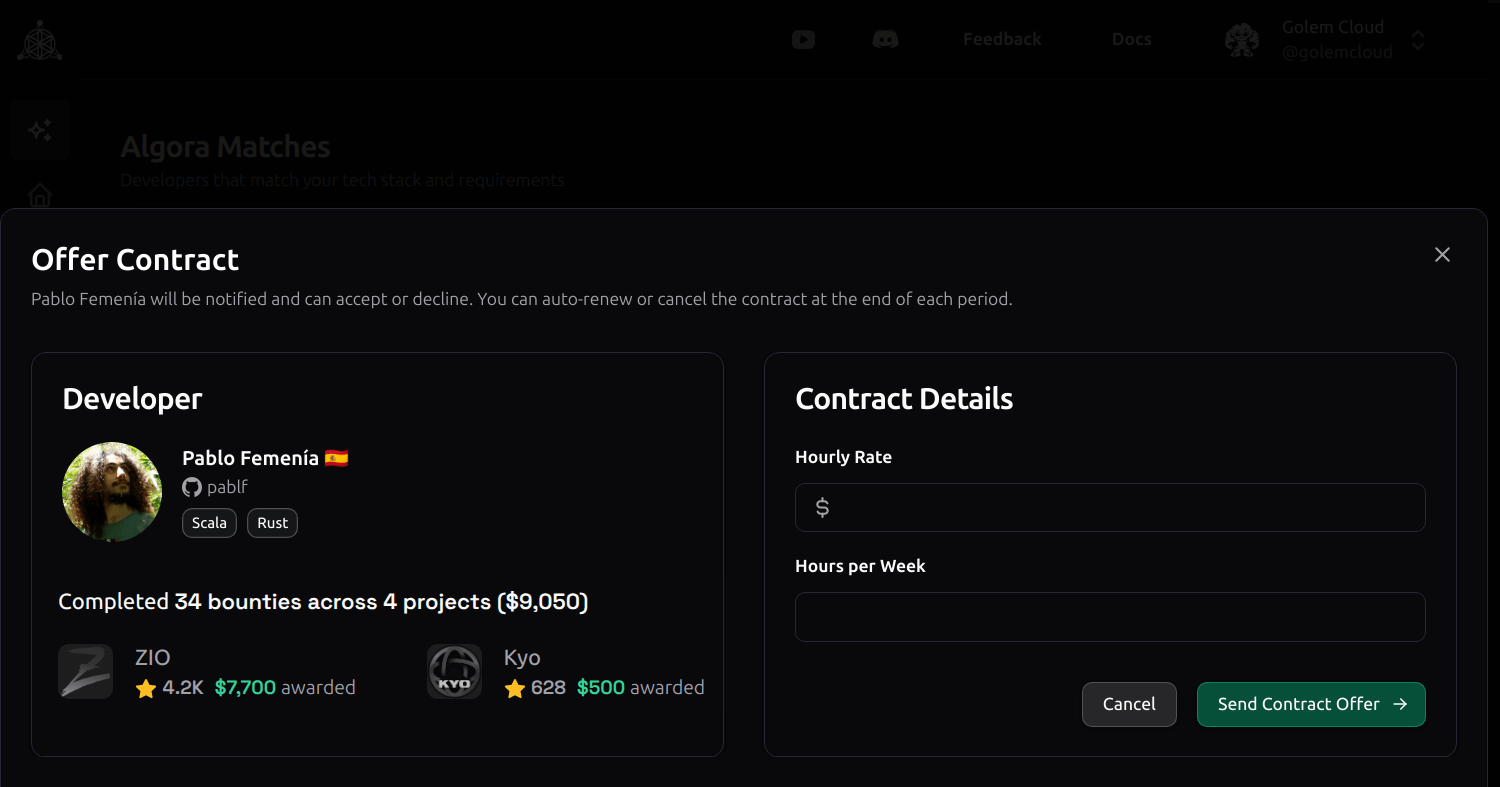 Feedback
Docs
Golem Cloud
@golemcloud
Algora Matches
Developers that match your tech stack and requirements
Offer Contract
Pablo Femenía will be notified and can accept or decline. You can auto-renew or cancel the contract at the end of each period.
Developer
Pablo Femenía
pablf
Scala
Rust
Completed 34 bounties across 4 projects ($9,050)
ZIO
4.2K $7,700 awarded
KYO
Kyo
628 $500 awarded
Contract Details
Hourly Rate
$
Hours per Week
Cancel
Send Contract Offer →